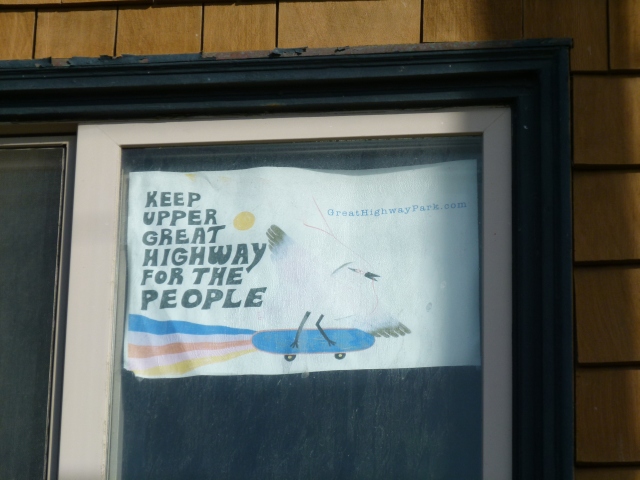 KEEP
UPPER
GREAT
HIGHWAY
FOR THE
PEOPLE
GreatHighwayPark.com